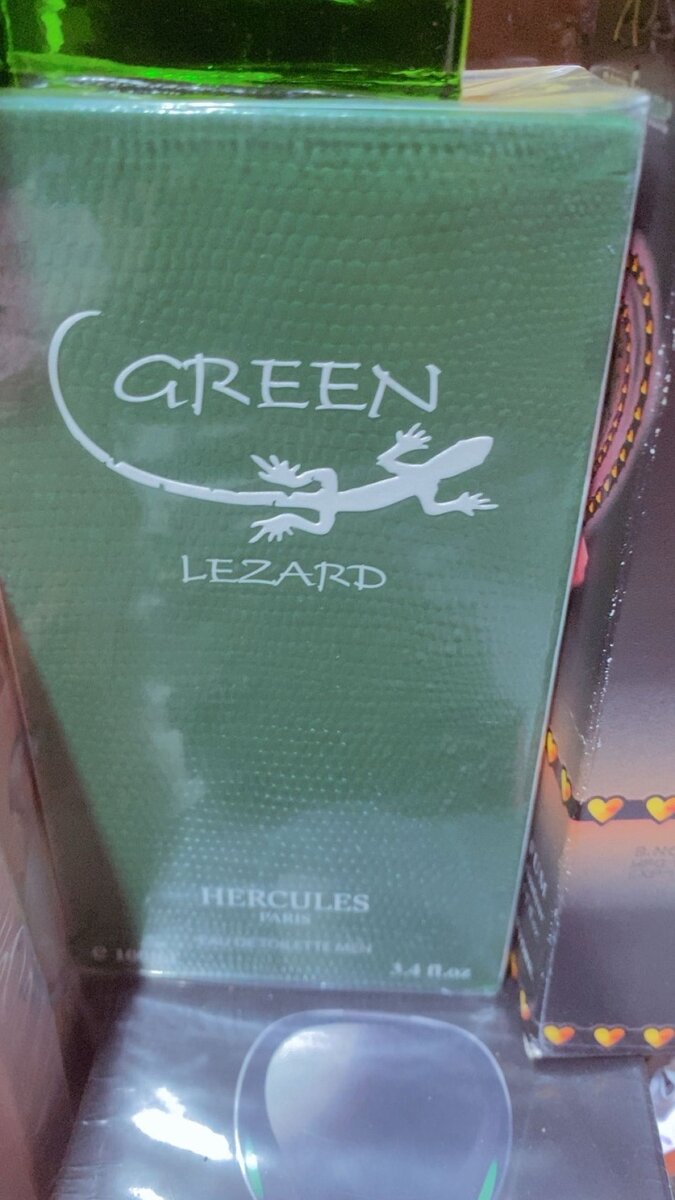 GREEN
LEZARD
HERCULES
PARIS
EAU DE TOILETTE MEN
3.4 fl.oz